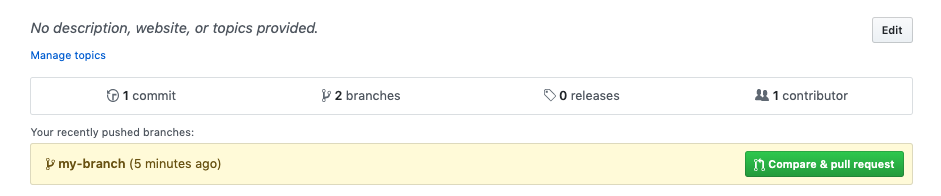 No description, website, or topics provided.
Edit
Manage topics
1 commit
2 branches
0 releases
1 contributor
Your recently pushed branches:
my-branch (5 minutes ago)
Compare & pull request